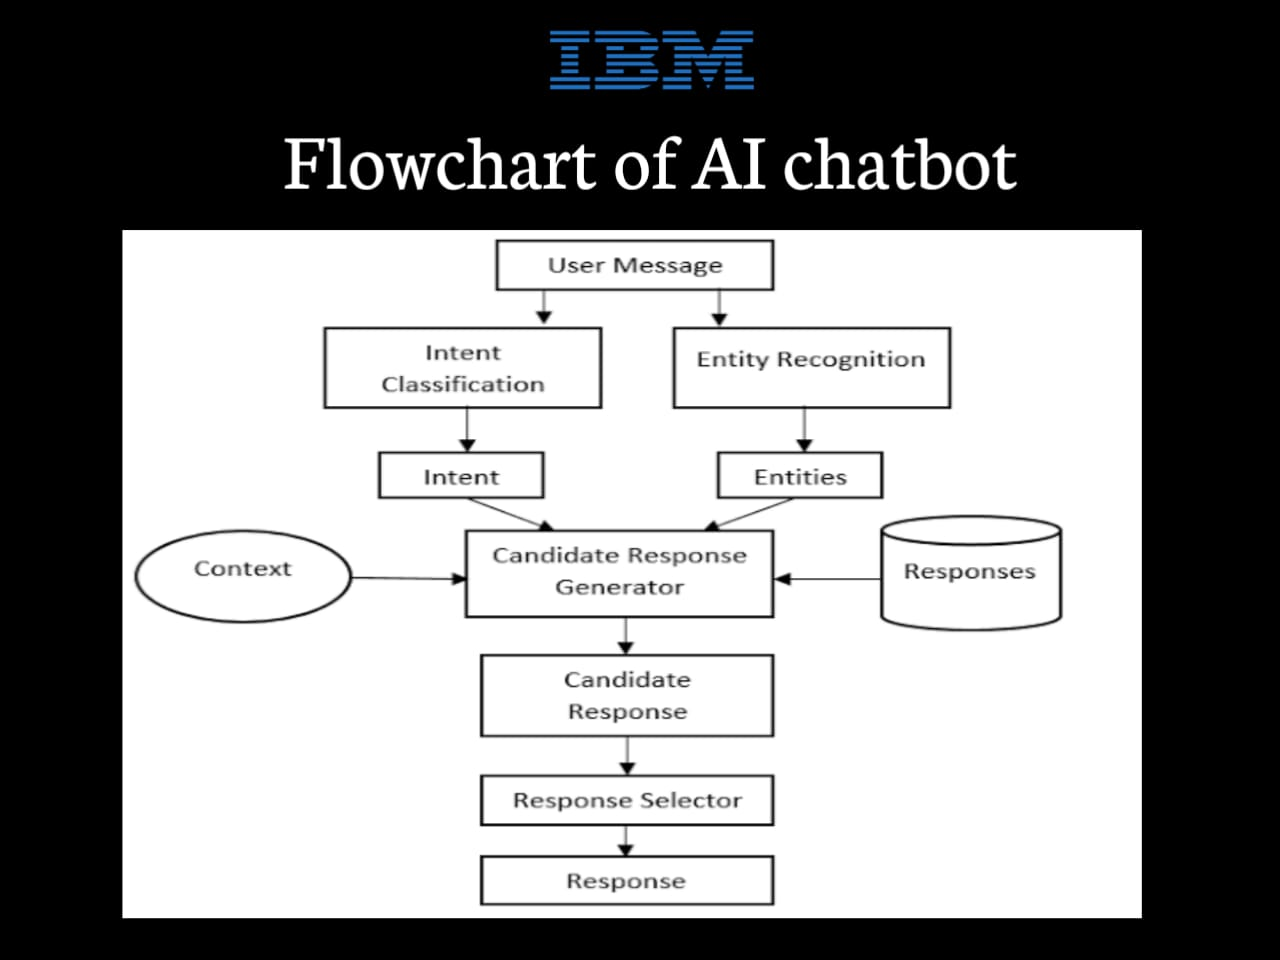 IBM
Flowchart of AI chatbot
User Message
Intent
Classification
Entity Recognition
Intent
Entities
Context
Candidate Response
Generator
Responses
Candidate
Response
Response Selector
Response